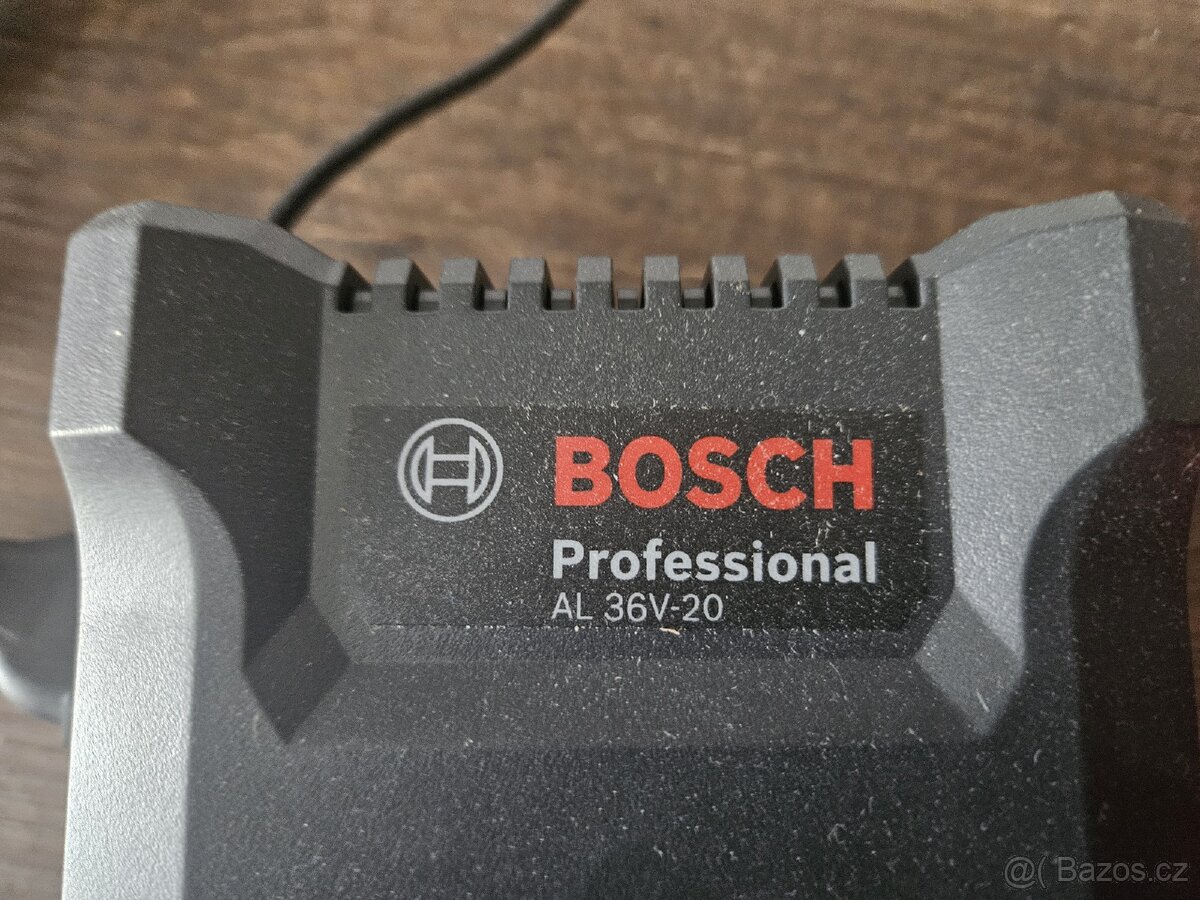 BOSCH
Professional
AL 36V-20
@( Bazos.cz